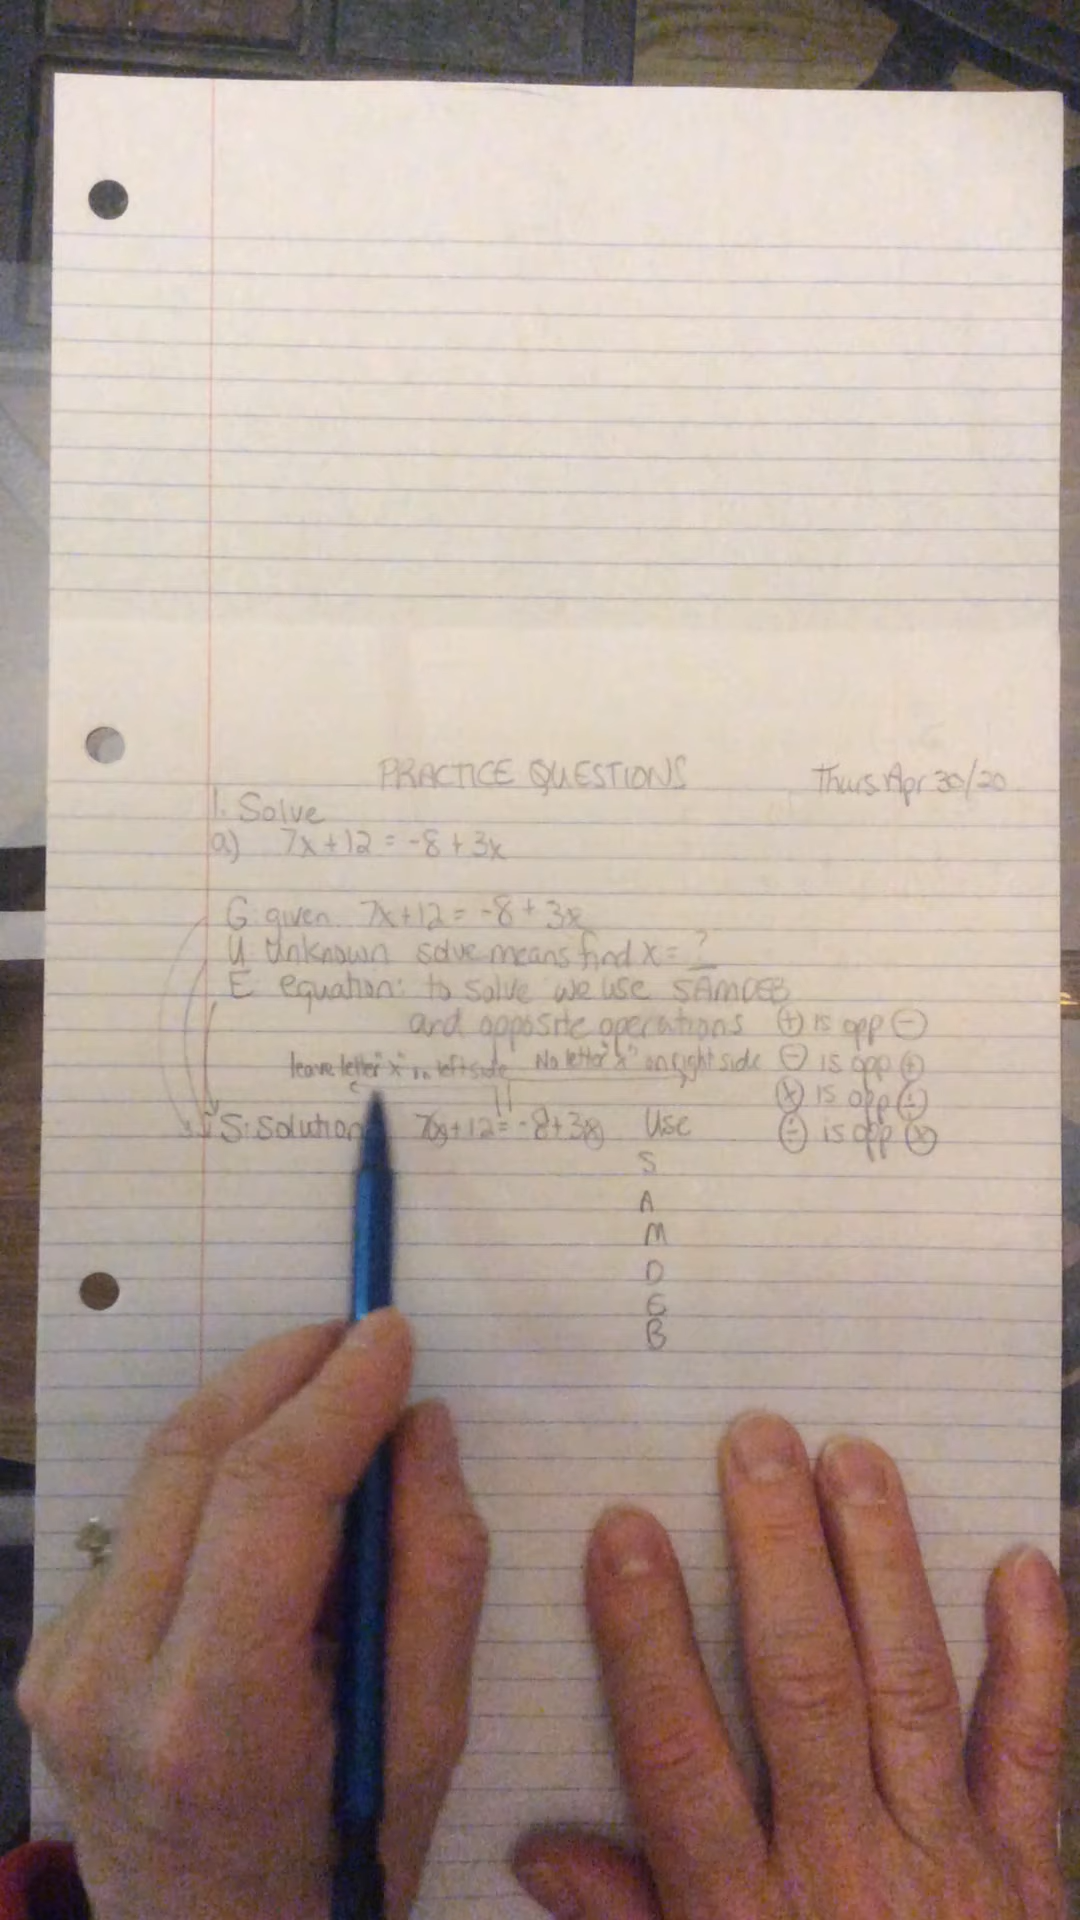 PRACTICE QUESTIONS Thurs Apr 30/20
1. Solve
a) 7x+12 = -8+3x
G: given: 7x+12 = -8+3x
U: Unknown solve means find x = ?
E: equation: to solve we use SAMDEB
and opposite operations (+) is opp (-)
leave letter "x" in left side No letter "x" on right side (-) is opp (+)
(x) is opp (÷)
S: Solution 7x+12 = -8+3x Use (÷) is opp (x)
S
A
M
D
E
B